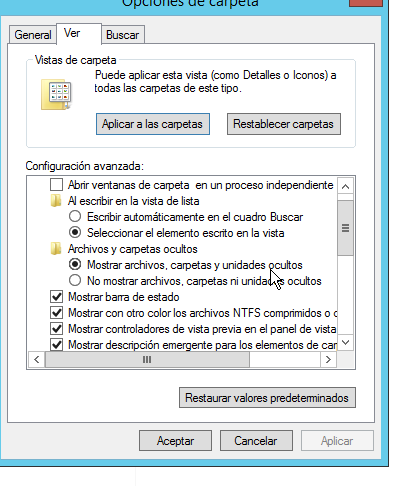 Opciones de carpeta
General Ver Buscar
Vistas de carpeta
Puede aplicar esta vista (como Detalles o Iconos) a
todas las carpetas de este tipo.
Aplicar a las carpetas Restablecer carpetas
Configuración avanzada:
Abrir ventanas de carpeta en un proceso independiente
Al escribir en la vista de lista
Escribir automáticamente en el cuadro Buscar
Seleccionar el elemento escrito en la vista
Archivos y carpetas ocultos
Mostrar archivos, carpetas y unidades ocultos
No mostrar archivos, carpetas ni unidades ocultos
Mostrar barra de estado
Mostrar con otro color los archivos NTFS comprimidos o c
Mostrar controladores de vista previa en el panel de vista
Mostrar descripción emergente para los elementos de car
Restaurar valores predeterminados
Aceptar Cancelar Aplicar